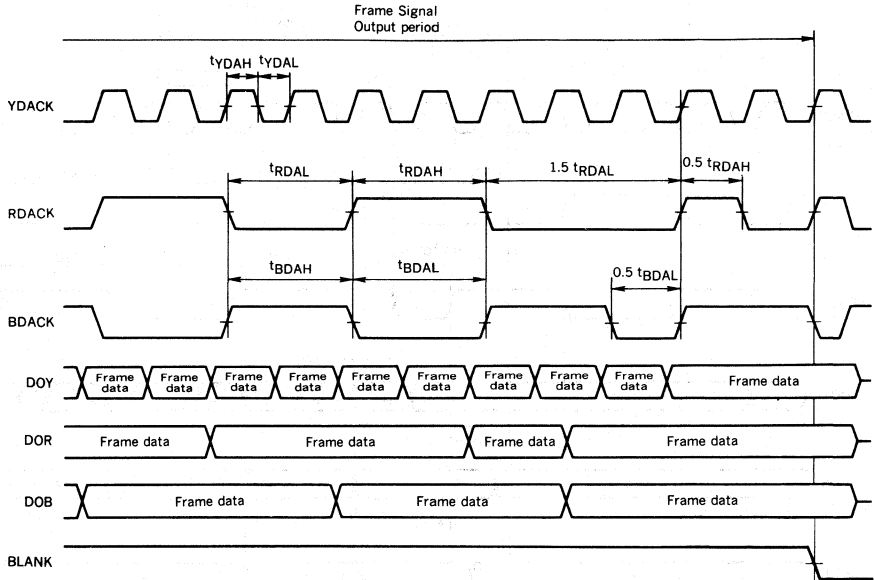 Frame Signal
Output period
tYDAH tYDAL
YDACK
tRDAL tRDAH 1.5 tRDAL 0.5 tRDAH
RDACK
tBDAH tBDAL 0.5 tBDAL
BDACK
DOY Frame data Frame data Frame data Frame data Frame data Frame data Frame data Frame data Frame data Frame data
DOR Frame data Frame data Frame data Frame data
DOB Frame data Frame data Frame data
BLANK